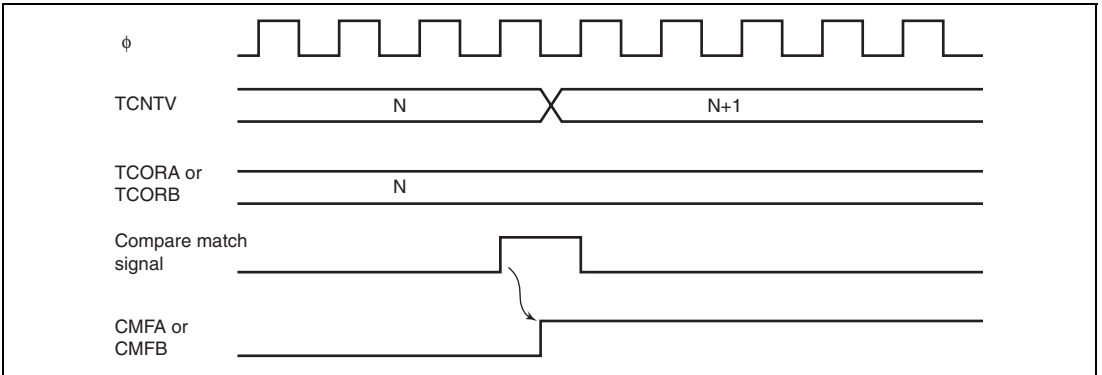 ϕ
TCNTV
N
N+1
TCORA or
TCORB
N
Compare match
signal
CMFA or
CMFB